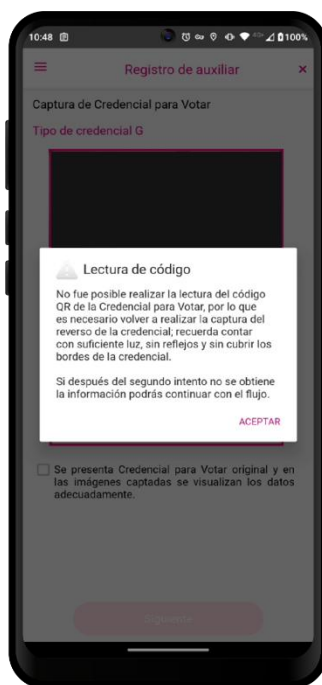 10:48
100%
Registro de auxiliar
×
Captura de Credencial para Votar
Tipo de credencial G
Lectura de código
No fue posible realizar la lectura del código
QR de la Credencial para Votar, por lo que
es necesario volver a realizar la captura del
reverso de la credencial; recuerda contar
con suficiente luz, sin reflejos y sin cubrir los
bordes de la credencial.
Si después del segundo intento no se obtiene
la información podrás continuar con el flujo.
ACEPTAR
Se presenta Credencial para Votar original y en
las imágenes captadas se visualizan los datos
adecuadamente.
Siguiente